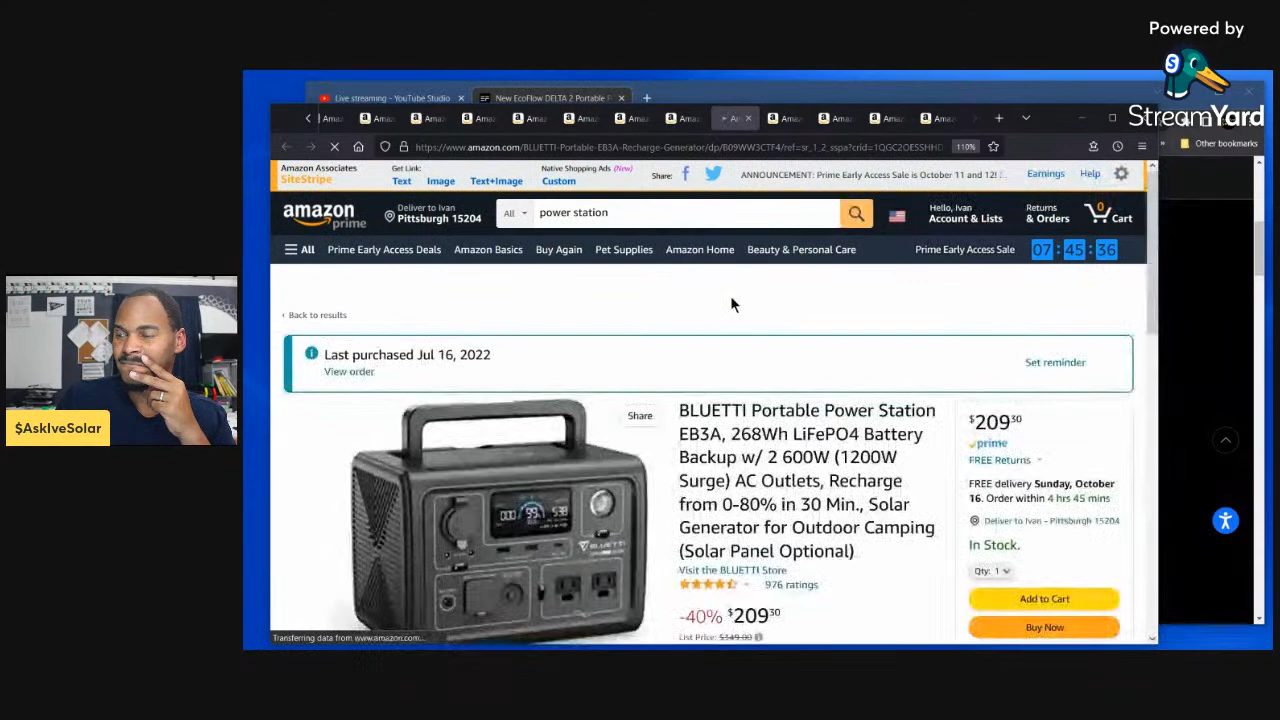 Powered by
StreamYard
Live streaming - YouTube Studio
New EcoFlow DELTA 2 Portable
https://www.amazon.com/BLUETTI-Portable-EB3A-Recharge-Generator/dp/B09WW3CTF4/ref=sr_1_2_sspa?crid=1QGC2OESSHHD
110%
Other bookmarks
Amazon Associates
SiteStripe
Get Link:
Text
Image
Text+Image
Native Shopping Ads (New)
Custom
Share:
ANNOUNCEMENT: Prime Early Access Sale is October 11 and 12!
Earnings
Help
amazon prime
Deliver to Ivan
Pittsburgh 15204
All
power station
Hello, Ivan
Account & Lists
Returns
& Orders
0
Cart
All
Prime Early Access Deals
Amazon Basics
Buy Again
Pet Supplies
Amazon Home
Beauty & Personal Care
Prime Early Access Sale
07 : 45 : 36
‹ Back to results
Last purchased Jul 16, 2022
View order
Set reminder
Share
BLUETTI
BLUETTI Portable Power Station
EB3A, 268Wh LiFePO4 Battery
Backup w/ 2 600W (1200W
Surge) AC Outlets, Recharge
from 0-80% in 30 Min., Solar
Generator for Outdoor Camping
(Solar Panel Optional)
Visit the BLUETTI Store
976 ratings
-40% $20930
List Price: $349.00
$20930
prime
FREE Returns
FREE delivery Sunday, October
16. Order within 4 hrs 45 mins
Deliver to Ivan - Pittsburgh 15204
In Stock.
Qty: 1
Add to Cart
Buy Now
Transferring data from www.amazon.com...
$AskIveSolar